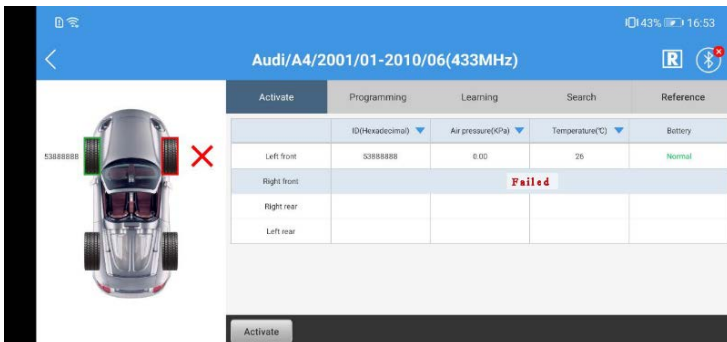 43% 16:53
Audi/A4/2001/01-2010/06(433MHz)
R
Activate Programming Learning Search Reference
ID(Hexadecimal) Air pressure(KPa) Temperature(℃) Battery
53888888
Left front 53888888 0.00 26 Normal
Right front Failed
Right rear
Left rear
Activate